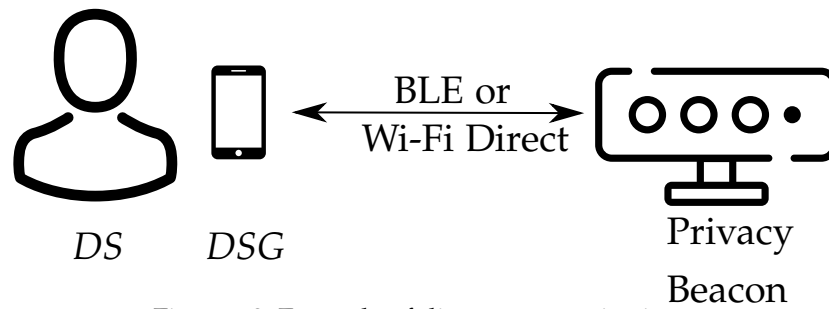 BLE or
Wi-Fi Direct
DS
DSG
Privacy
Beacon